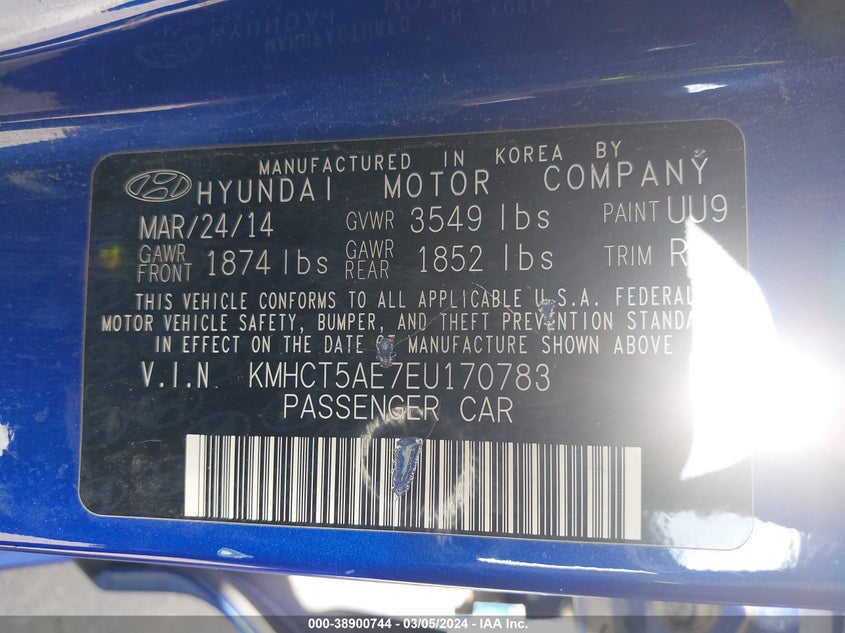 MANUFACTURED IN KOREA BY
HYUNDAI MOTOR COMPANY
MAR/24/14 GVWR 3549 lbs PAINT UU9
GAWR FRONT 1874 lbs GAWR REAR 1852 lbs TRIM
THIS VEHICLE CONFORMS TO ALL APPLICABLE U.S.A. FEDERAL
MOTOR VEHICLE SAFETY, BUMPER, AND THEFT PREVENTION
IN EFFECT ON THE DATE OF MANUFACTURE SHOWN ABOVE
V.I.N KMHCT5AE7EU170783
PASSENGER CAR
000-38900744 - 03/05/2024 - IAA Inc.